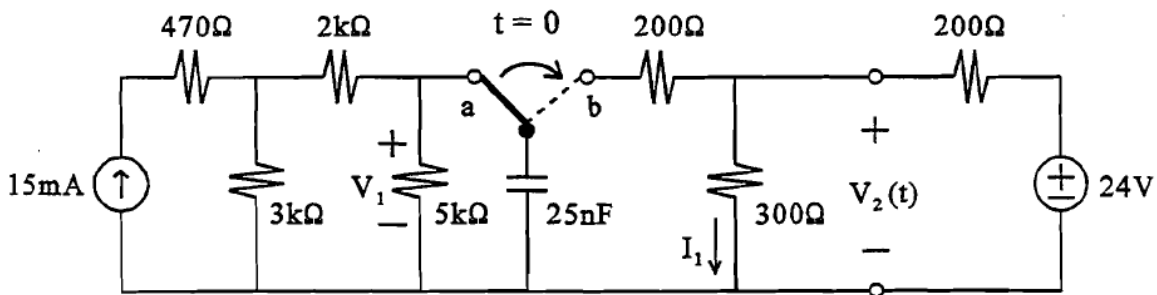 470Ω 2kΩ t = 0 200Ω 200Ω
a b
+ +
15mA V₁ 3kΩ 5kΩ 25nF 300Ω V₂(t) + 24V
− −
I₁